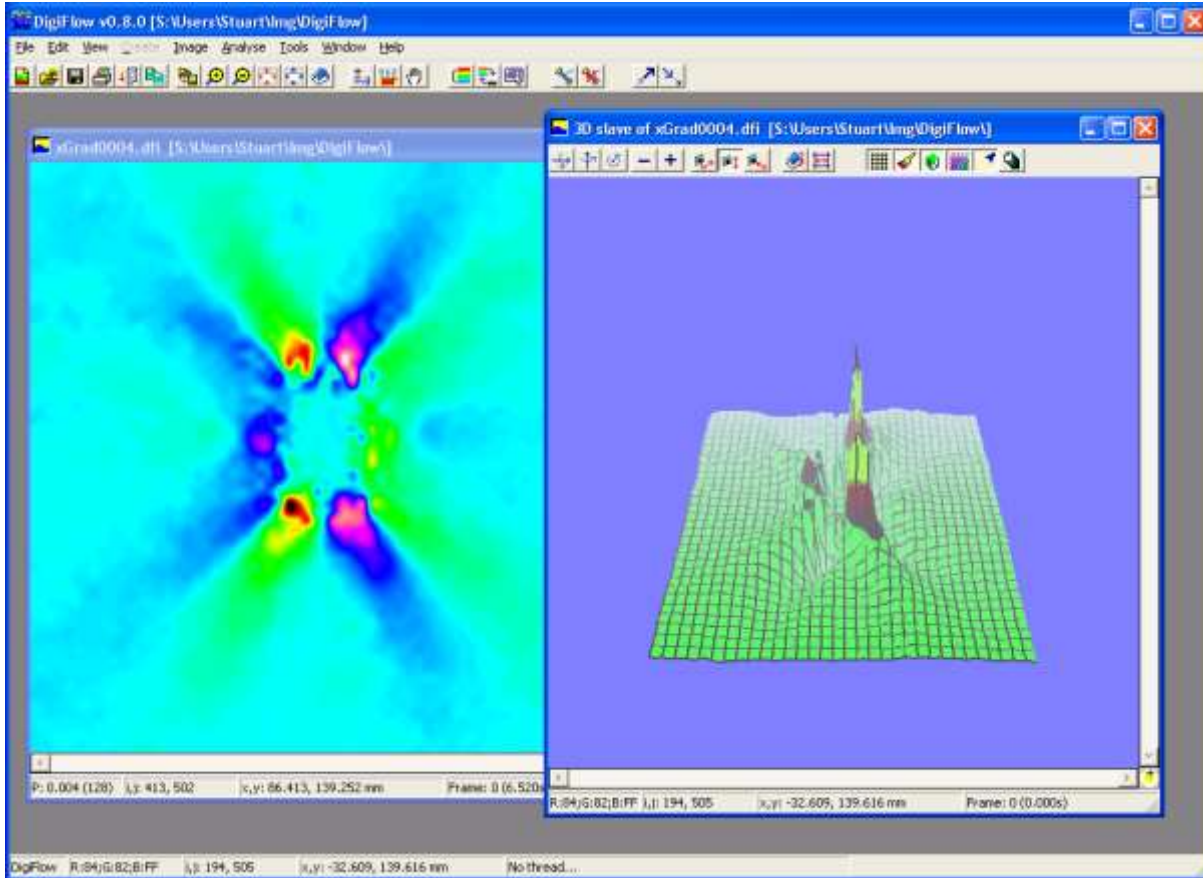 DigiFlow v0.8.0 [S:\Users\Stuart\Img\DigiFlow]
File Edit View Create Image Analyse Tools Window Help
xGrad0004.dfi [S:\Users\Stuart\Img\DigiFlow\]
P: 0.004 (128) i,j: 413, 502 x,y: 86.413, 139.252 mm Frame: 0 (6.520s
3D slave of xGrad0004.dfi [S:\Users\Stuart\Img\DigiFlow\]
R:84;G:82;B:FF i,j: 194, 505 x,y: -32.609, 139.616 mm Frame: 0 (0.000s)
DigiFlow R:84;G:82;B:FF i,j: 194, 505 x,y: -32.609, 139.616 mm No thread...